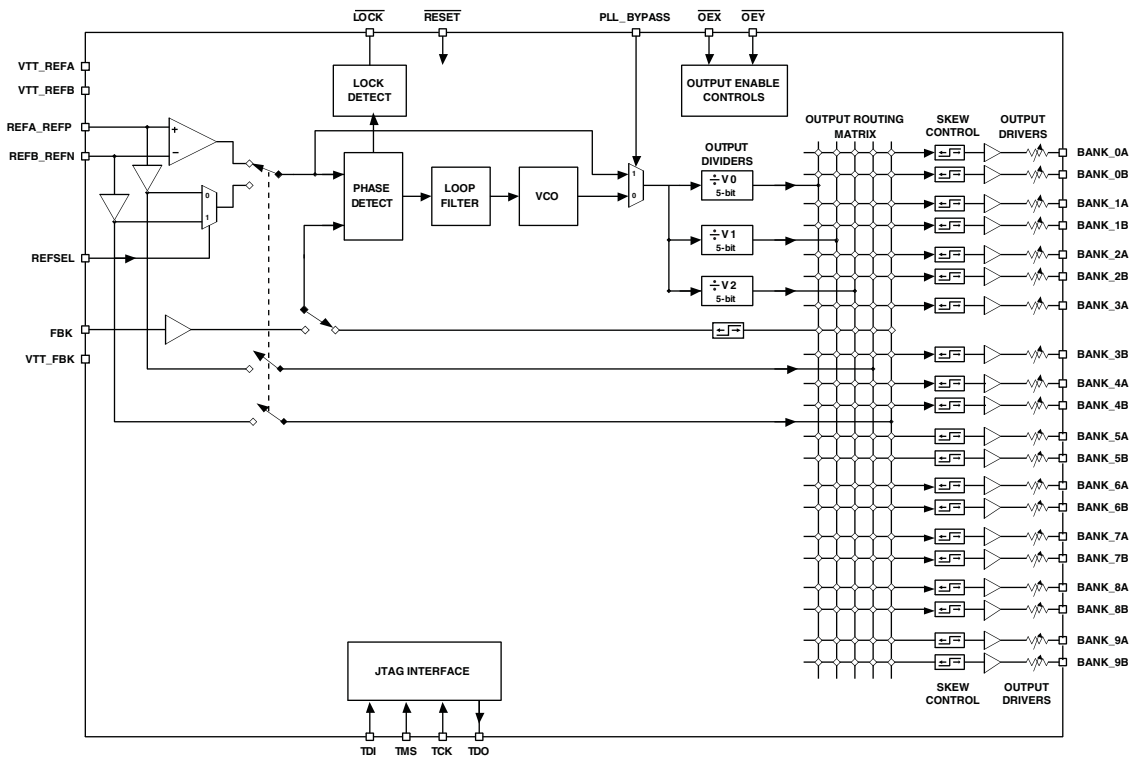 LOCK
RESET
PLL_BYPASS
OEX
OEY
VTT_REFA
VTT_REFB
REFA_REFP
REFB_REFN
REFSEL
FBK
VTT_FBK
+
–
0
1
LOCK
DETECT
PHASE
DETECT
LOOP
FILTER
VCO
1
0
OUTPUT ENABLE
CONTROLS
OUTPUT
DIVIDERS
÷ V0
5-bit
÷ V1
5-bit
÷ V2
5-bit
OUTPUT ROUTING
MATRIX
SKEW
CONTROL
OUTPUT
DRIVERS
BANK_0A
BANK_0B
BANK_1A
BANK_1B
BANK_2A
BANK_2B
BANK_3A
BANK_3B
BANK_4A
BANK_4B
BANK_5A
BANK_5B
BANK_6A
BANK_6B
BANK_7A
BANK_7B
BANK_8A
BANK_8B
BANK_9A
BANK_9B
SKEW
CONTROL
OUTPUT
DRIVERS
JTAG INTERFACE
TDI
TMS
TCK
TDO